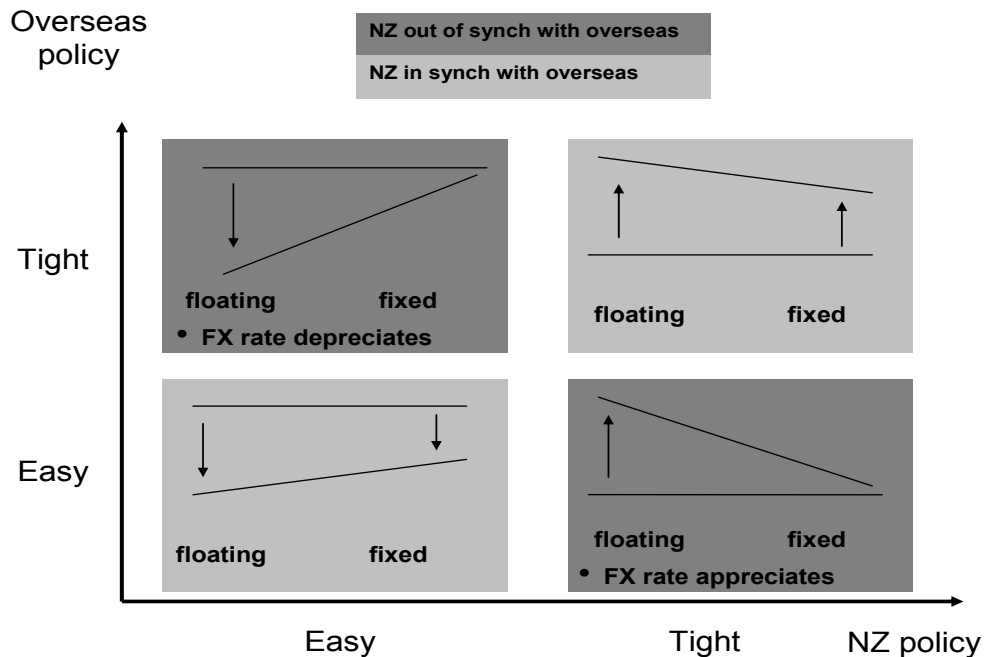 Overseas
policy
NZ out of synch with overseas
NZ in synch with overseas
Tight
floating fixed
• FX rate depreciates
floating fixed
Easy
floating fixed
floating fixed
• FX rate appreciates
Easy Tight NZ policy